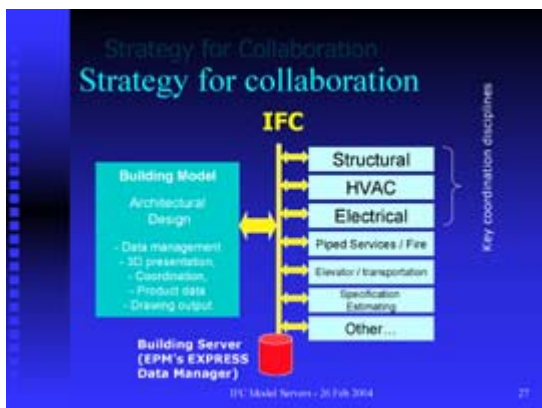 Strategy for Collaboration
Strategy for collaboration
IFC
Building Model
Architectural
Design
- Data management
- 3D presentation,
- Coordination,
- Product data
- Drawing output
Structural
HVAC
Electrical
Piped Services / Fire
Elevator / transportation
Specification
Estimating
Other...
Key coordination disciplines
Building Server
(EPM's EXPRESS
Data Manager)
IFC Model Servers - 26 Feb 2004
27